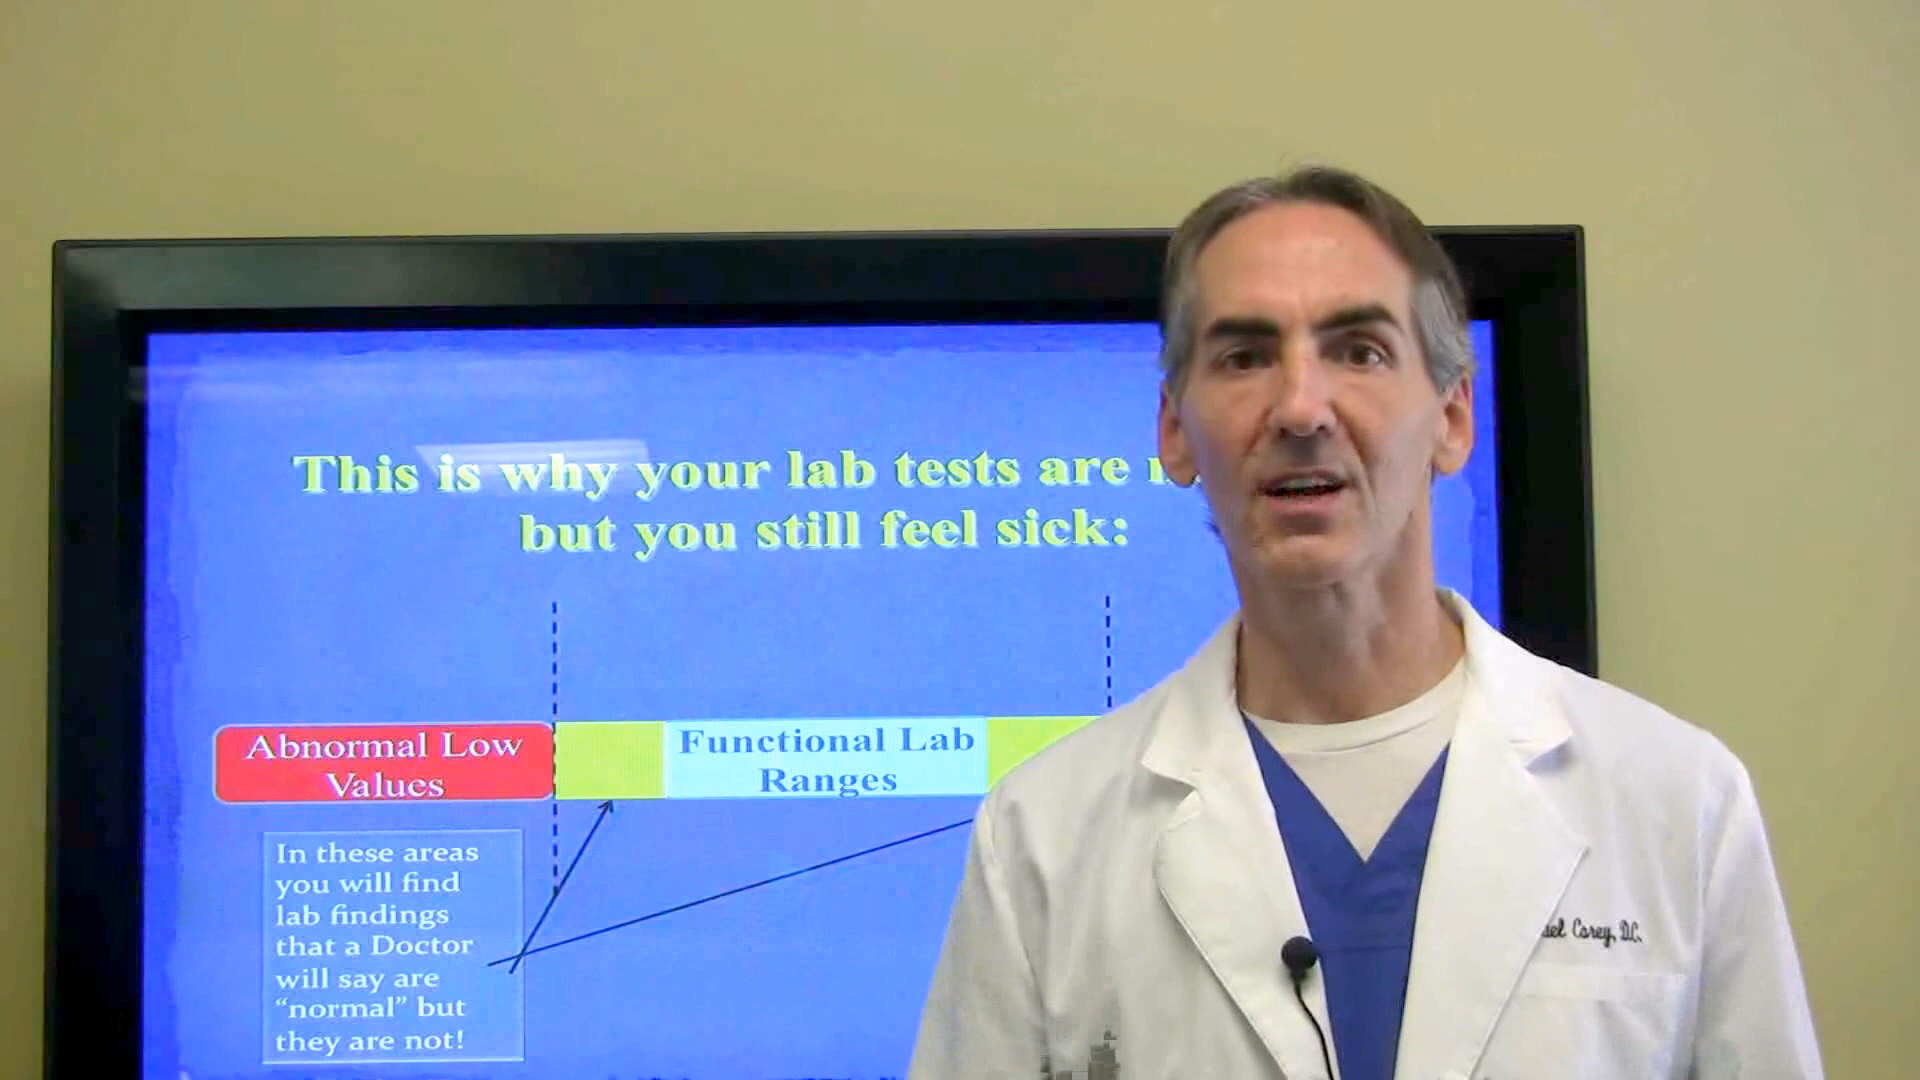 This is why your lab tests are
but you still feel sick:
Abnormal Low
Values
Functional Lab
Ranges
In these areas
you will find
lab findings
that a Doctor
will say are
“normal” but
they are not!
Corey, D.C.